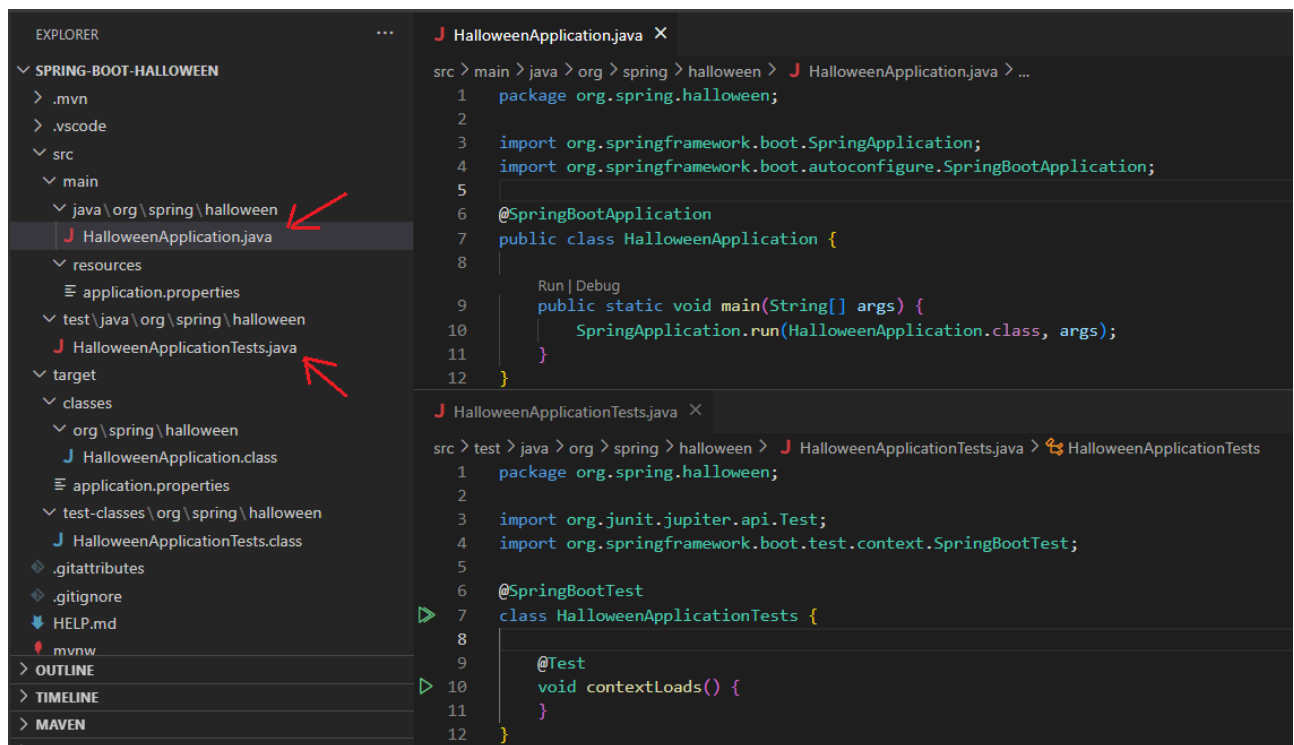 EXPLORER
SPRING-BOOT-HALLOWEEN
.mvn
.vscode
src
main
java\org\spring\halloween
HalloweenApplication.java
resources
application.properties
test\java\org\spring\halloween
HalloweenApplicationTests.java
target
classes
org\spring\halloween
HalloweenApplication.class
application.properties
test-classes\org\spring\halloween
HalloweenApplicationTests.class
.gitattributes
.gitignore
HELP.md
mvnw
OUTLINE
TIMELINE
MAVEN
HalloweenApplication.java
src > main > java > org > spring > halloween > HalloweenApplication.java > ...
1 package org.spring.halloween;
2
3 import org.springframework.boot.SpringApplication;
4 import org.springframework.boot.autoconfigure.SpringBootApplication;
5
6 @SpringBootApplication
7 public class HalloweenApplication {
8
Run | Debug
9 public static void main(String[] args) {
10 SpringApplication.run(HalloweenApplication.class, args);
11 }
12 }
HalloweenApplicationTests.java
src > test > java > org > spring > halloween > HalloweenApplicationTests.java > HalloweenApplicationTests
1 package org.spring.halloween;
2
3 import org.junit.jupiter.api.Test;
4 import org.springframework.boot.test.context.SpringBootTest;
5
6 @SpringBootTest
7 class HalloweenApplicationTests {
8
9 @Test
10 void contextLoads() {
11 }
12 }